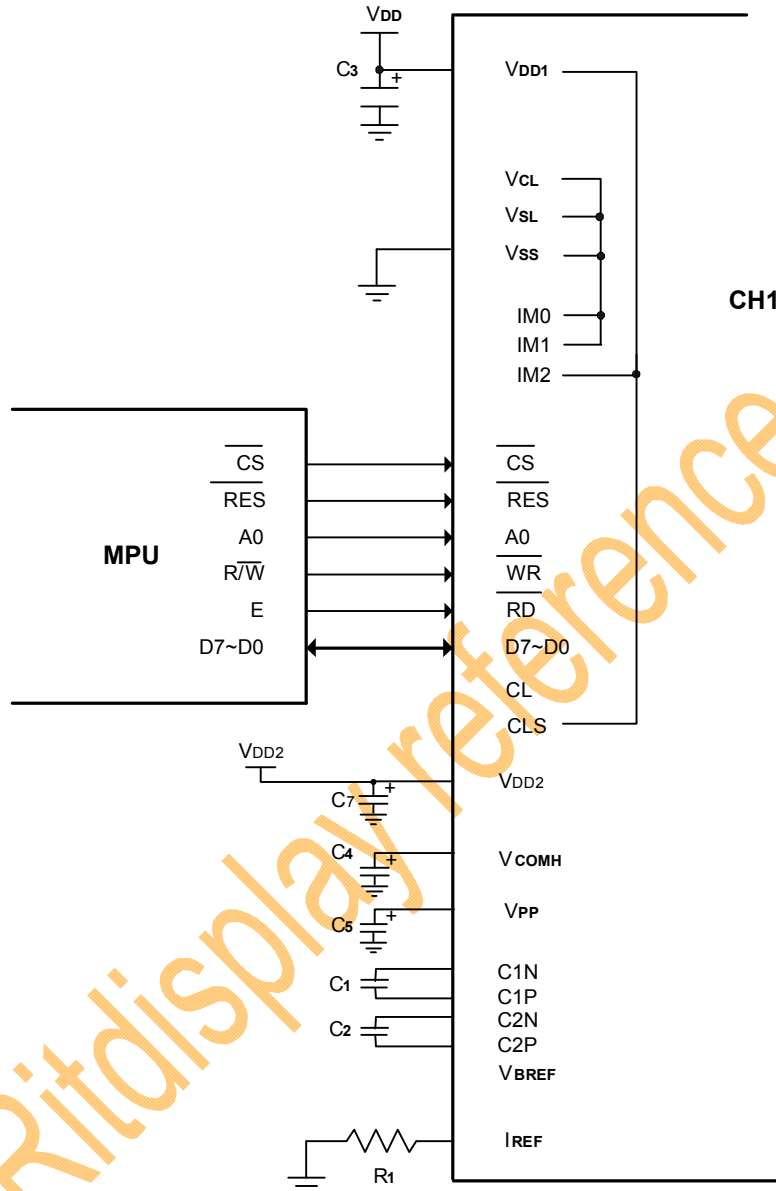 VDD
C3
+
VDD1
VCL
VSL
VSS
CH1
IM0
IM1
IM2
CS
CS
RES
RES
A0
A0
MPU
R/W
WR
E
RD
D7~D0
D7~D0
CL
CLS
VDD2
VDD2
C7
+
C4
+
VCOMH
C5
+
VPP
C1
C1N
C1P
C2
C2N
C2P
VBREF
IREF
R1
Ritdisplay reference